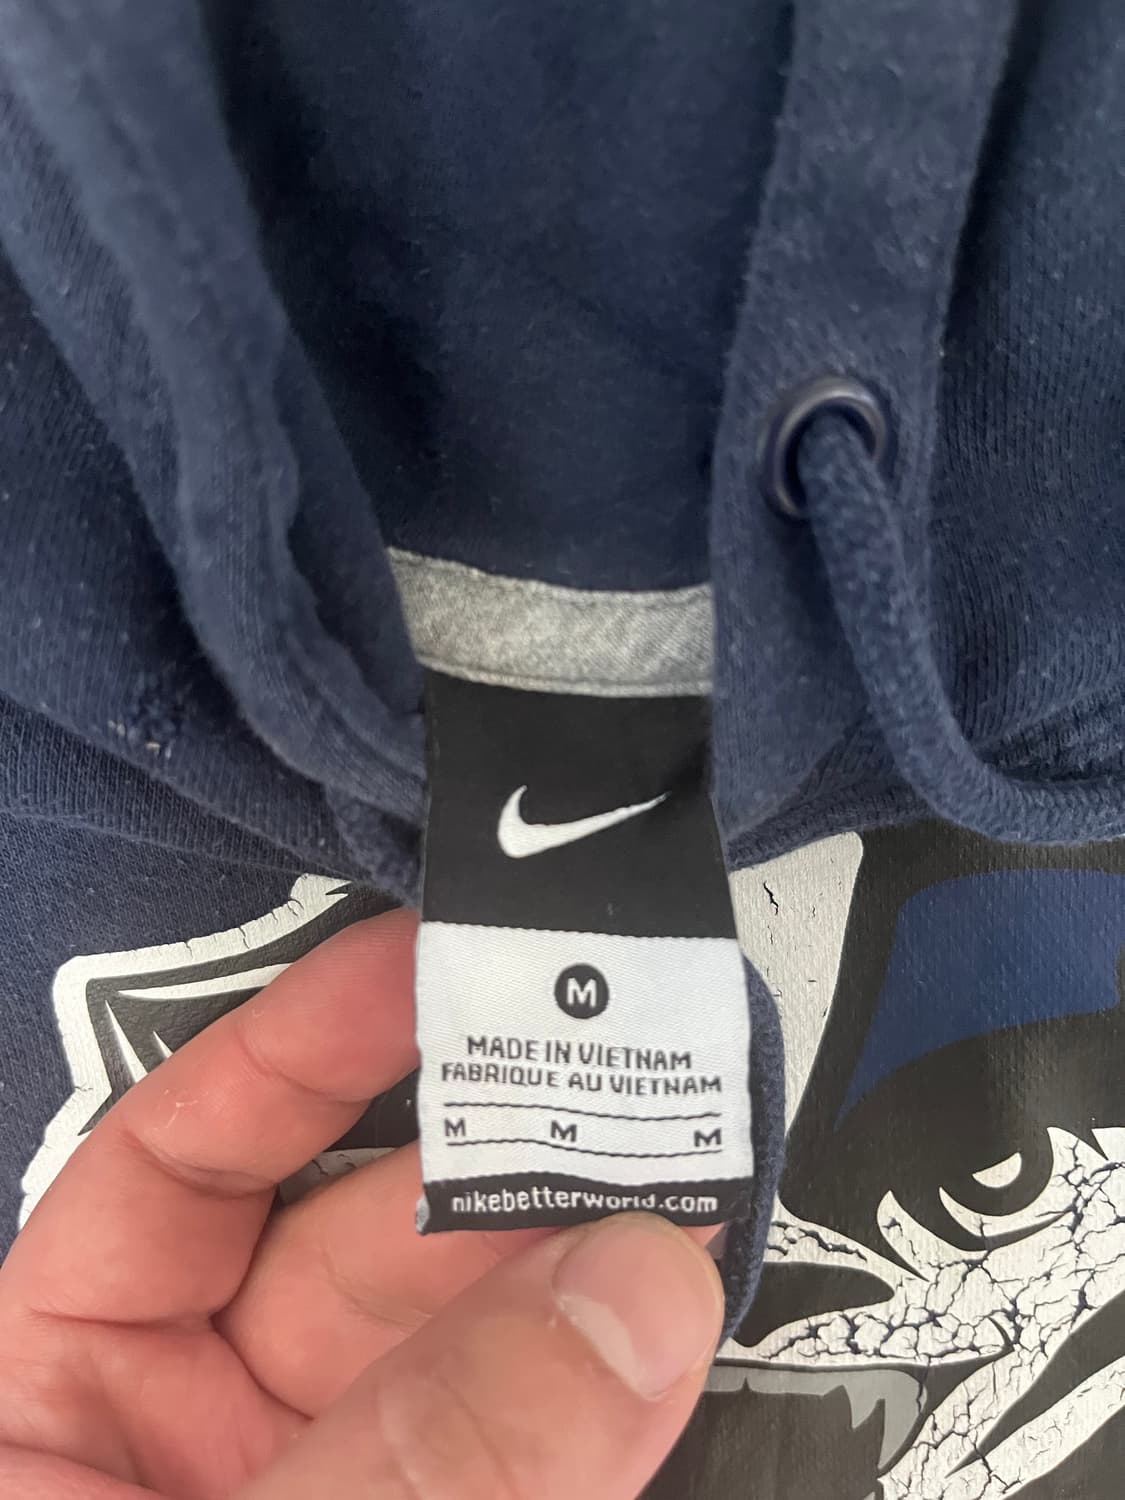 M
MADE IN VIETNAM
FABRIQUE AU VIETNAM
M M M
nikebetterworld.com